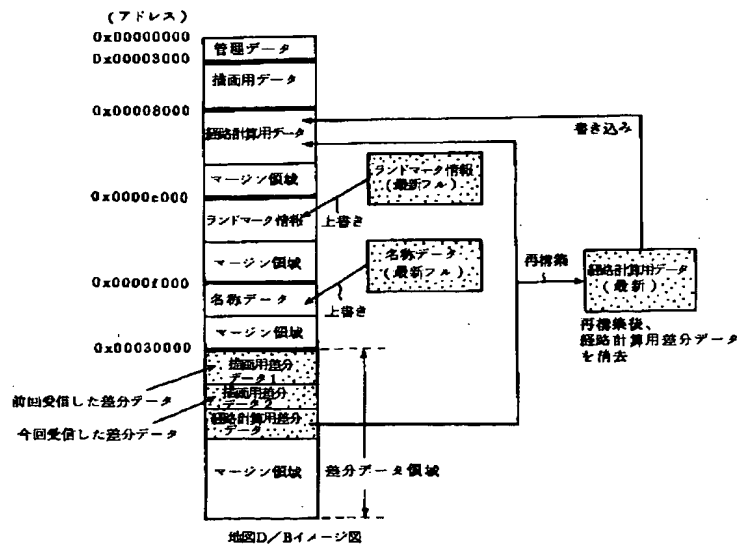 (アドレス)
0x00000000
管理データ
0x00003000
描画用データ
0x00008000
経路計算用データ
書き込み
マージン領域
ランドマータ情報
(最新フル)
0x0000c000
ランドマータ情報
上書き
マージン領域
名称データ
(最新フル)
再構築
経路計算用データ
(最新)
0x0000f000
名称データ
上書き
マージン領域
再構築後、
経路計算用差分データ
を消去
0x00030000
描画用差分
データ1
前回受信した差分データ
描画用差分
データ2
今回受信した差分データ
経路計算用差分
データ
マージン領域
差分データ領域
地図D/Bイメージ図